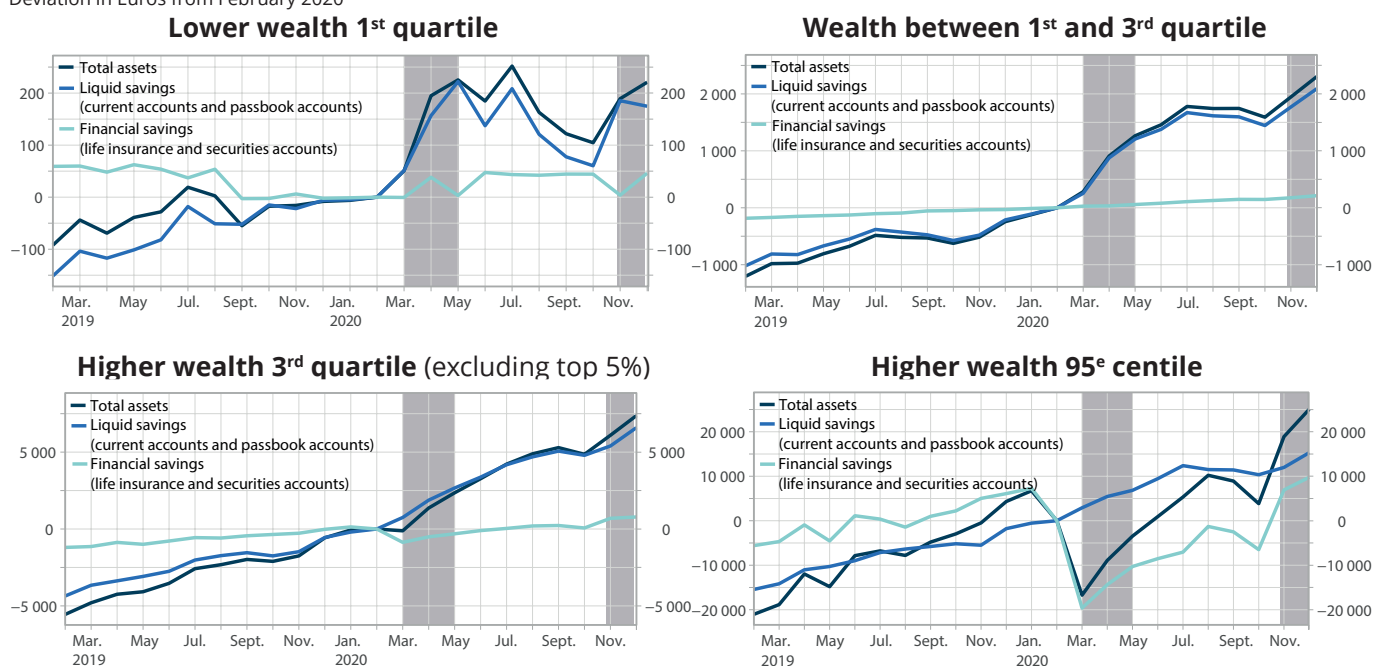 Deviation in Euros from February 2020
Lower wealth 1st quartile
Total assets
Liquid savings
(current accounts and passbook accounts)
Financial savings
(life insurance and securities accounts)
200
100
0
−100
200
100
0
−100
Mar. May Jul. Sept. Nov. Jan. Mar. May Jul. Sept. Nov.
2019 2020
Wealth between 1st and 3rd quartile
Total assets
Liquid savings
(current accounts and passbook accounts)
Financial savings
(life insurance and securities accounts)
2 000
1 000
0
−1 000
2 000
1 000
0
−1 000
Mar. May Jul. Sept. Nov. Jan. Mar. May Jul. Sept. Nov.
2019 2020
Higher wealth 3rd quartile (excluding top 5%)
Total assets
Liquid savings
(current accounts and passbook accounts)
Financial savings
(life insurance and securities accounts)
5 000
0
−5 000
5 000
0
−5 000
Mar. May Jul. Sept. Nov. Jan. Mar. May Jul. Sept. Nov.
2019 2020
Higher wealth 95e centile
Total assets
Liquid savings
(current accounts and passbook accounts)
Financial savings
(life insurance and securities accounts)
20 000
10 000
0
−10 000
−20 000
20 000
10 000
0
−10 000
−20 000
Mar. May Jul. Sept. Nov. Jan. Mar. May Jul. Sept. Nov.
2019 2020